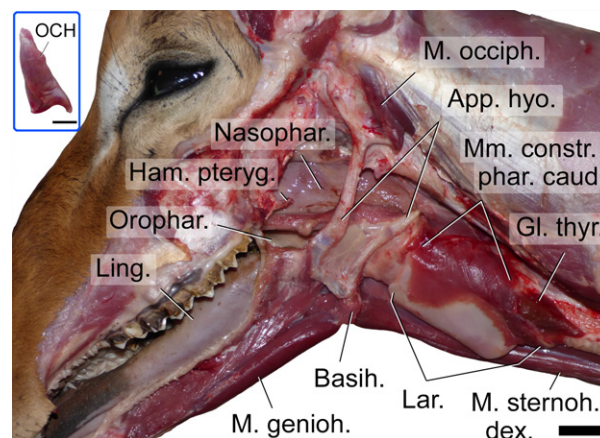 OCH
M. occiph.
App. hyo.
Nasophar.
Mm. constr.
phar. caud.
Ham. pteryg.
Orophar.
Gl. thyr.
Ling.
Basih.
Lar.
M. sternoh.
dex.
M. genioh.